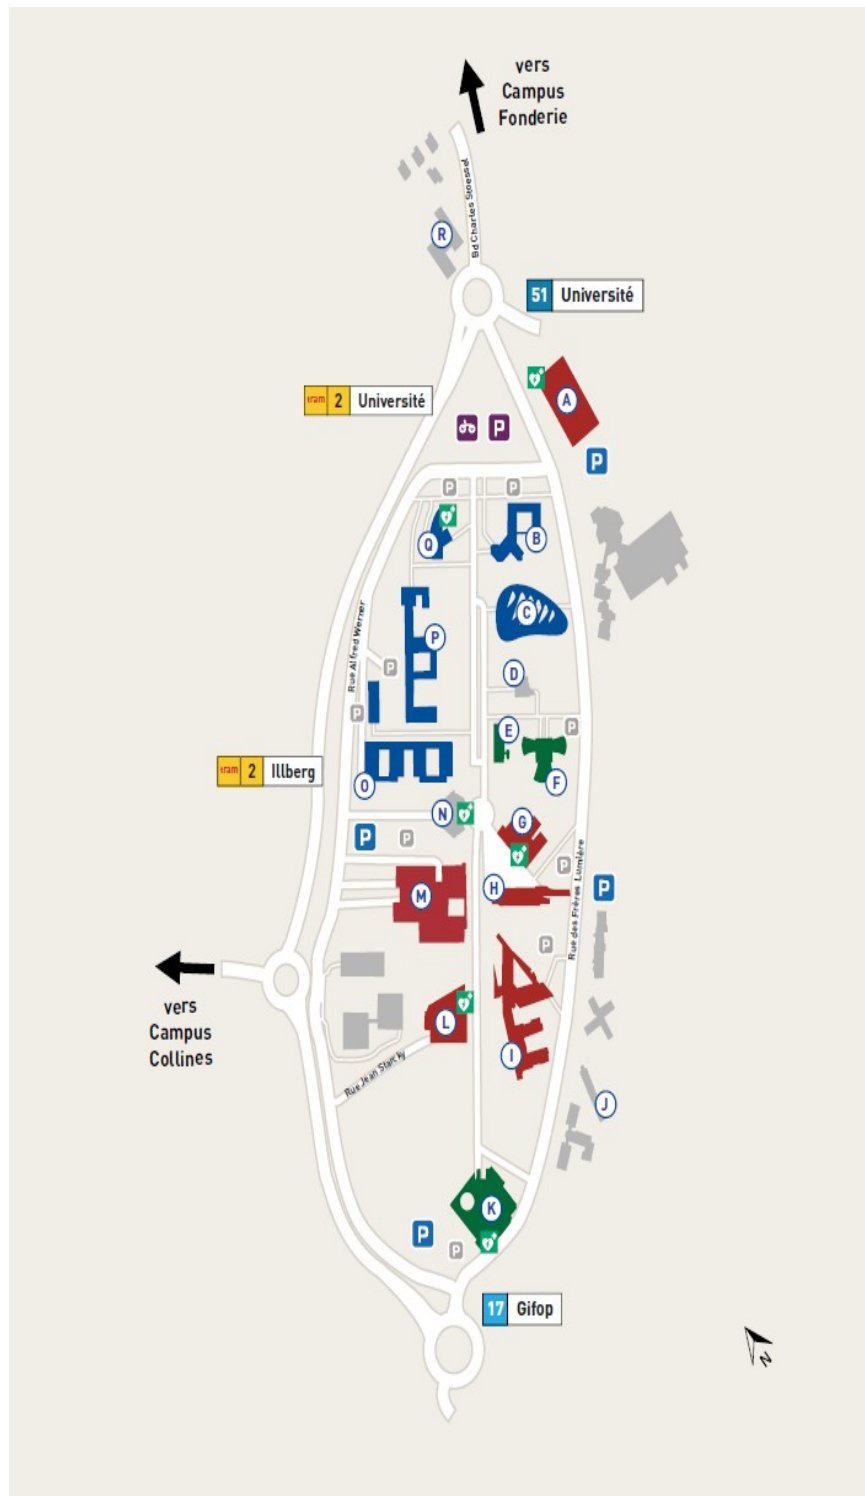 vers
Campus
Fonderie
Bd Charles Stoessel
R
51 Université
A
tram 2 Université
P
P
P
P
Q
B
C
Rue Alfred Werner
P
P
D
P
E
P
F
tram 2 Illberg
O
N
G
P
P
Rue des Frères Lumière
P
H
P
M
P
vers
Campus
Collines
L
I
Rue Jean Starcky
J
K
P
P
17 Gifop
N